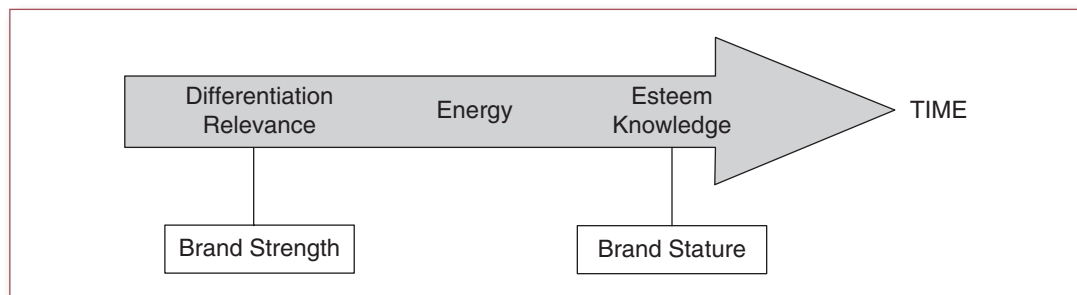 Differentiation
Relevance
Energy
Esteem
Knowledge
TIME
Brand Strength
Brand Stature